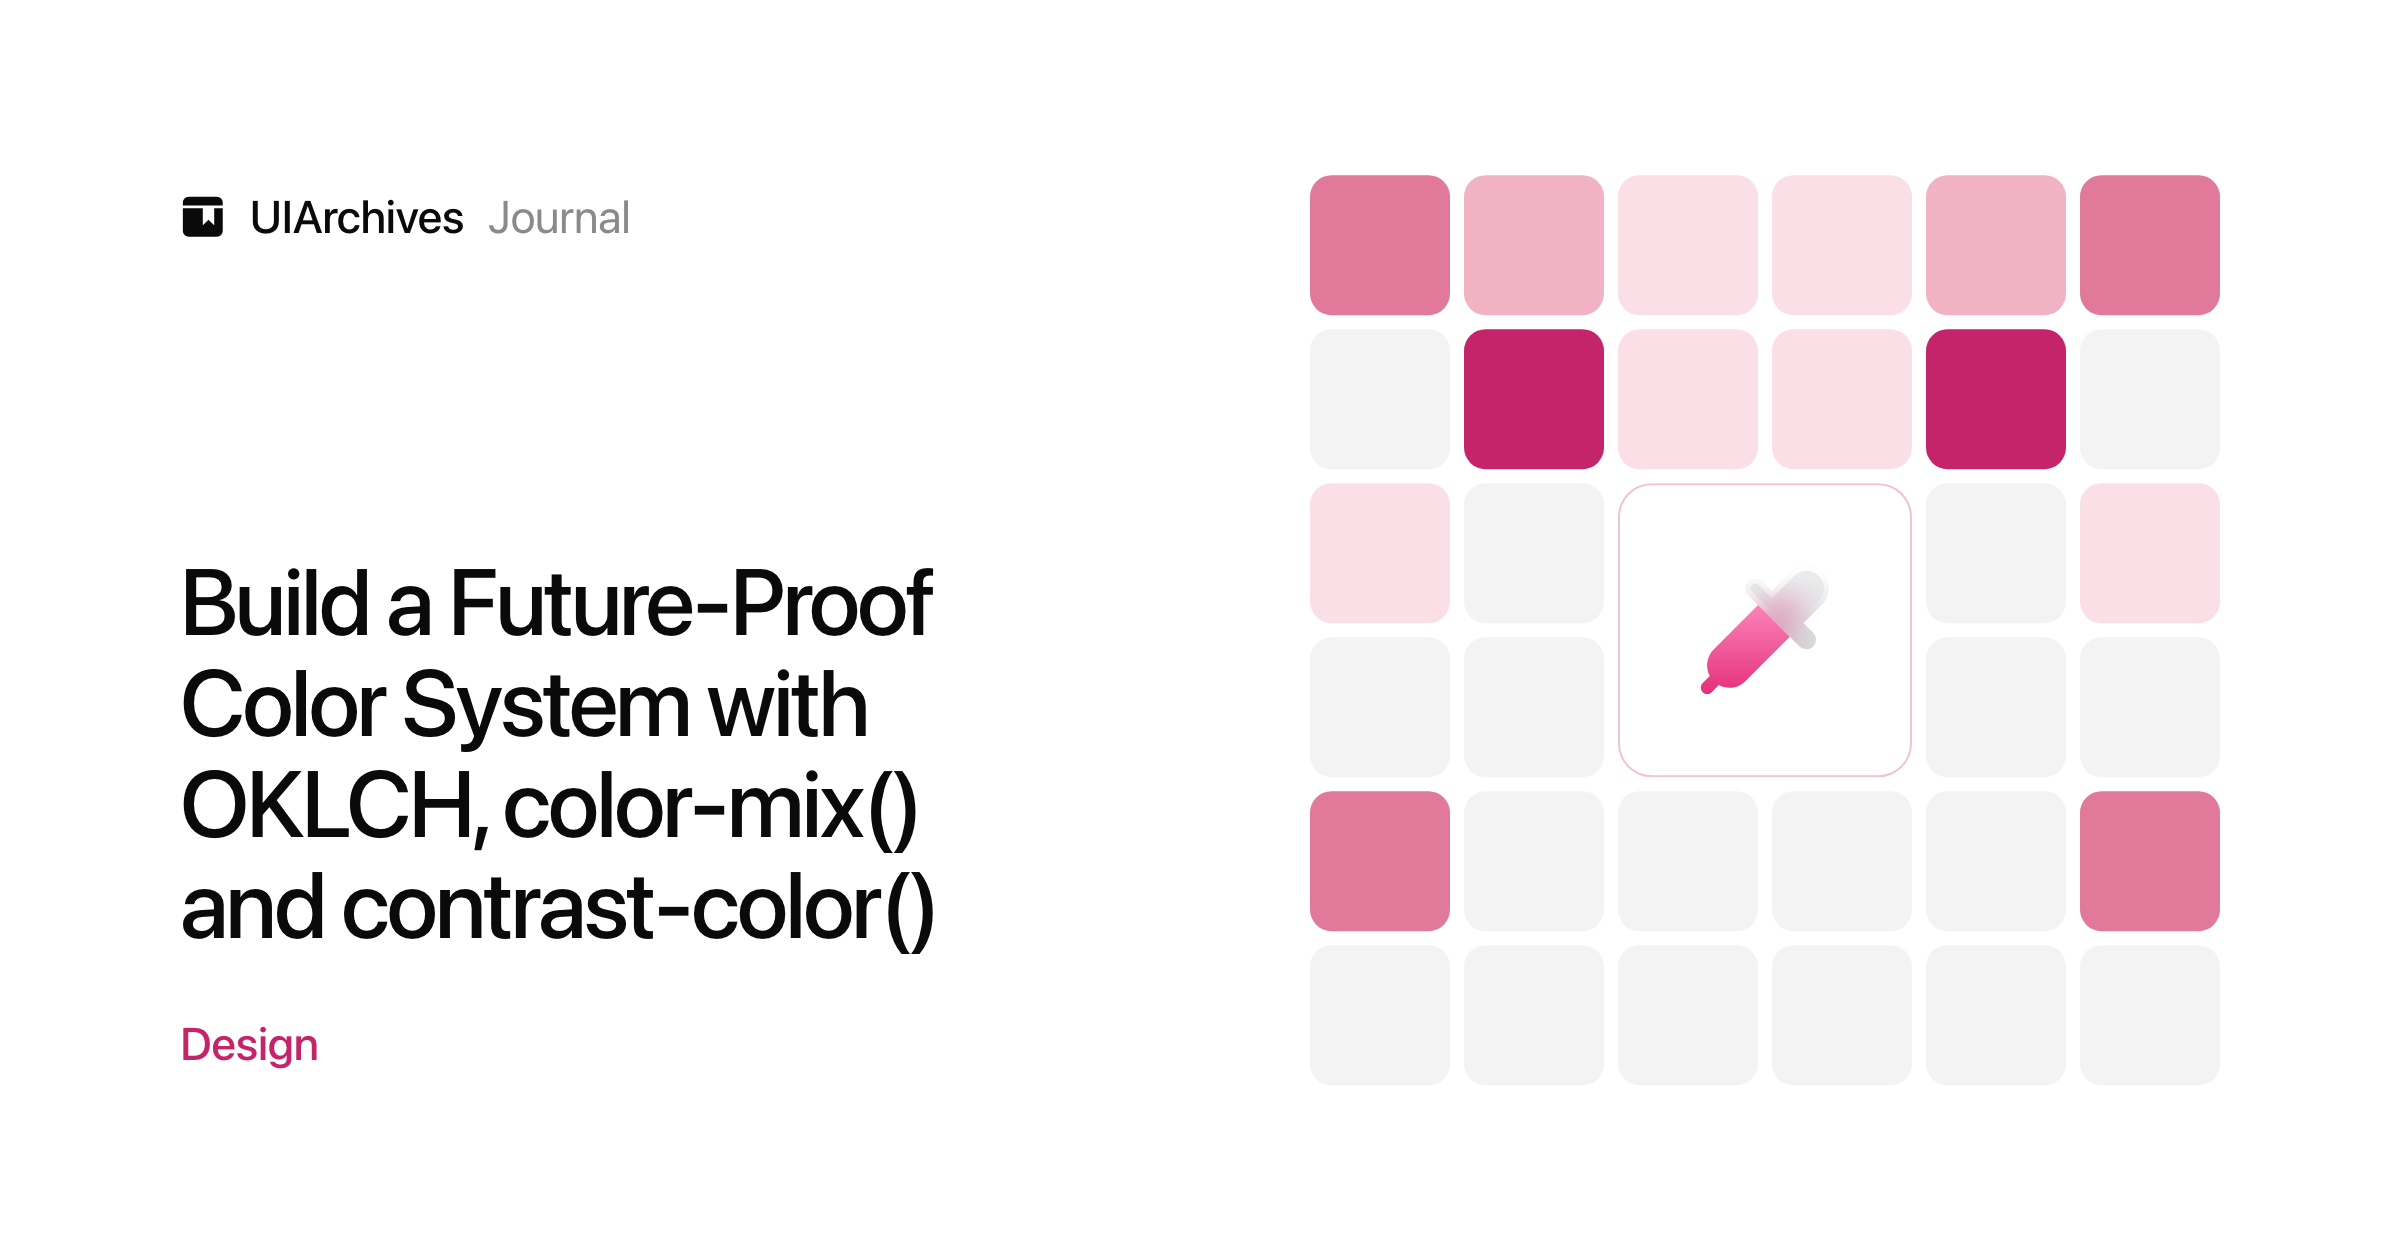 UIArchives Journal
Build a Future-Proof
Color System with
OKLCH, color-mix()
and contrast-color()
Design